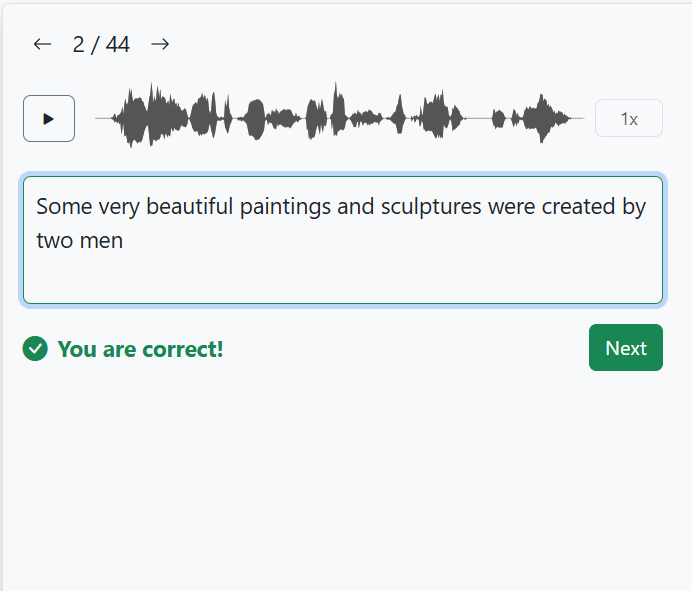 ← 2 / 44 →
1x
Some very beautiful paintings and sculptures were created by
two men
You are correct!
Next